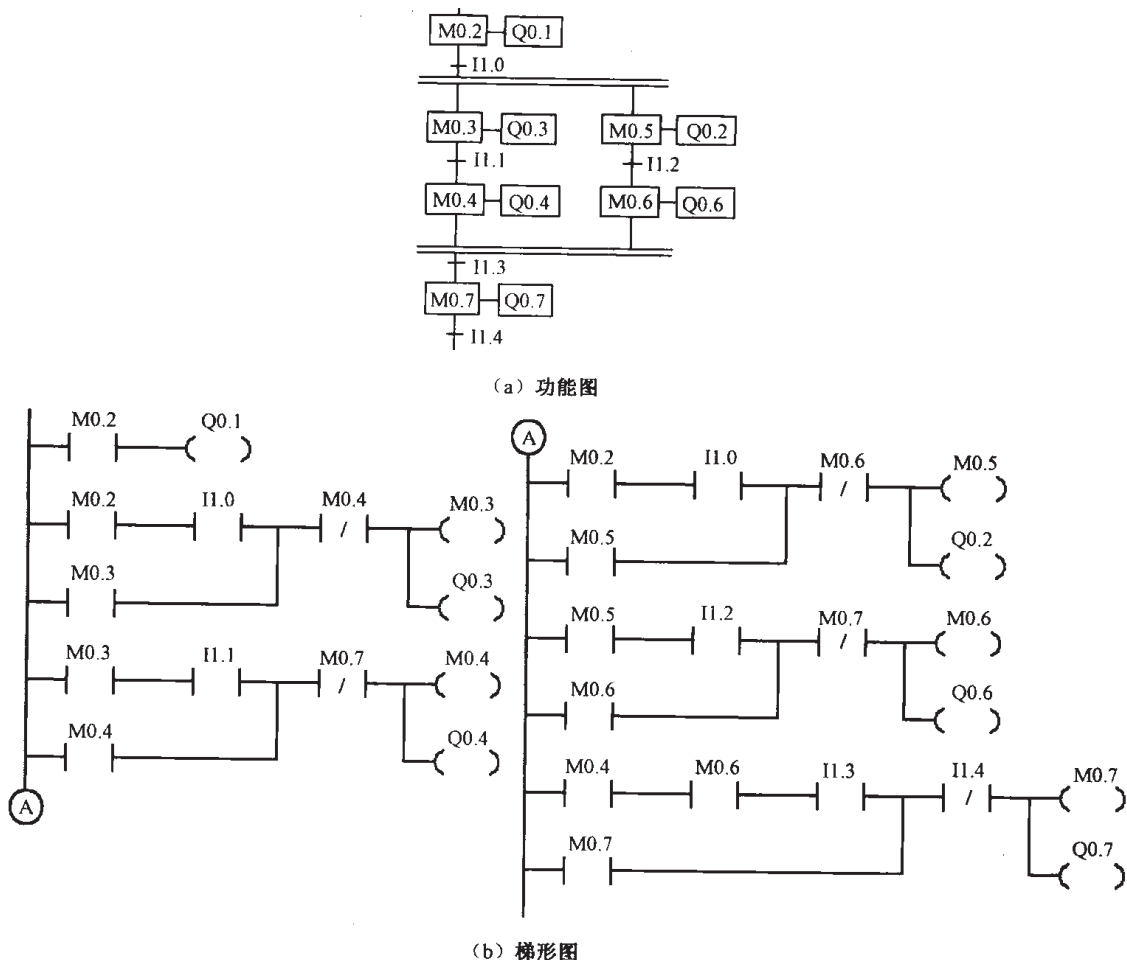 M0.2 Q0.1
I1.0
M0.3 Q0.3 M0.5 Q0.2
I1.1 I1.2
M0.4 Q0.4 M0.6 Q0.6
I1.3
M0.7 Q0.7
I1.4
（a）功能图
M0.2 Q0.1
M0.2 I1.0 M0.4 M0.3
/
M0.3 Q0.3
M0.3 I1.1 M0.7 M0.4
/
M0.4 Q0.4
A
A
M0.2 I1.0 M0.6 M0.5
/
M0.5 Q0.2
M0.5 I1.2 M0.7 M0.6
/
M0.6 Q0.6
M0.4 M0.6 I1.3 I1.4 M0.7
/
M0.7 Q0.7
（b）梯形图